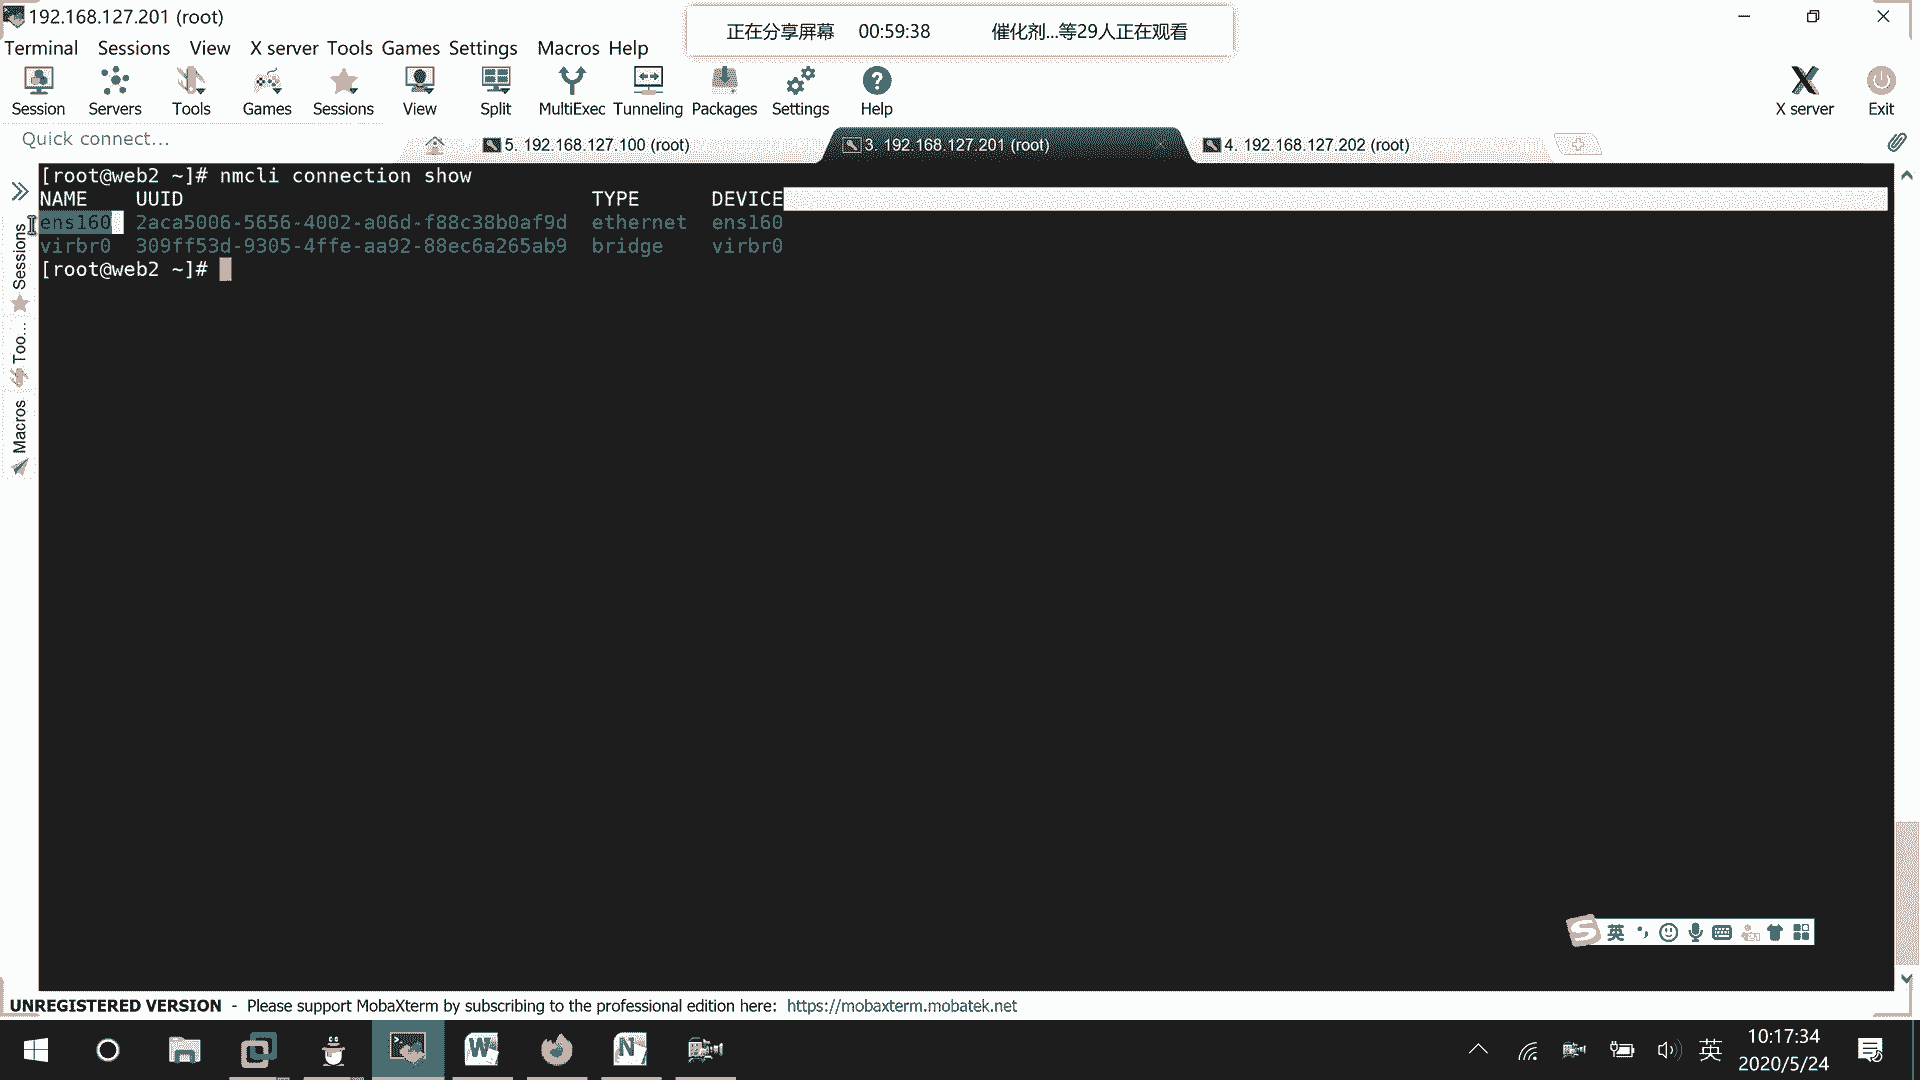 192.168.127.201 (root)
正在分享屏幕 00:59:38 催化剂...等29人正在观看
Terminal Sessions View X server Tools Games Settings Macros Help
Session Servers Tools Games Sessions View Split MultiExec Tunneling Packages Settings Help X server Exit
Quick connect...
5. 192.168.127.100 (root)
3. 192.168.127.201 (root)
4. 192.168.127.202 (root)
Sessions
Too...
Macros
[root@web2 ~]# nmcli connection show
NAME UUID TYPE DEVICE
ens160 2aca5006-5656-4002-a06d-f88c38b0af9d ethernet ens160
virbr0 309ff53d-9305-4ffe-aa92-88ec6a265ab9 bridge virbr0
[root@web2 ~]#
S 英
UNREGISTERED VERSION - Please support MobaXterm by subscribing to the professional edition here: https://mobaxterm.mobatek.net
英
10:17:34
2020/5/24